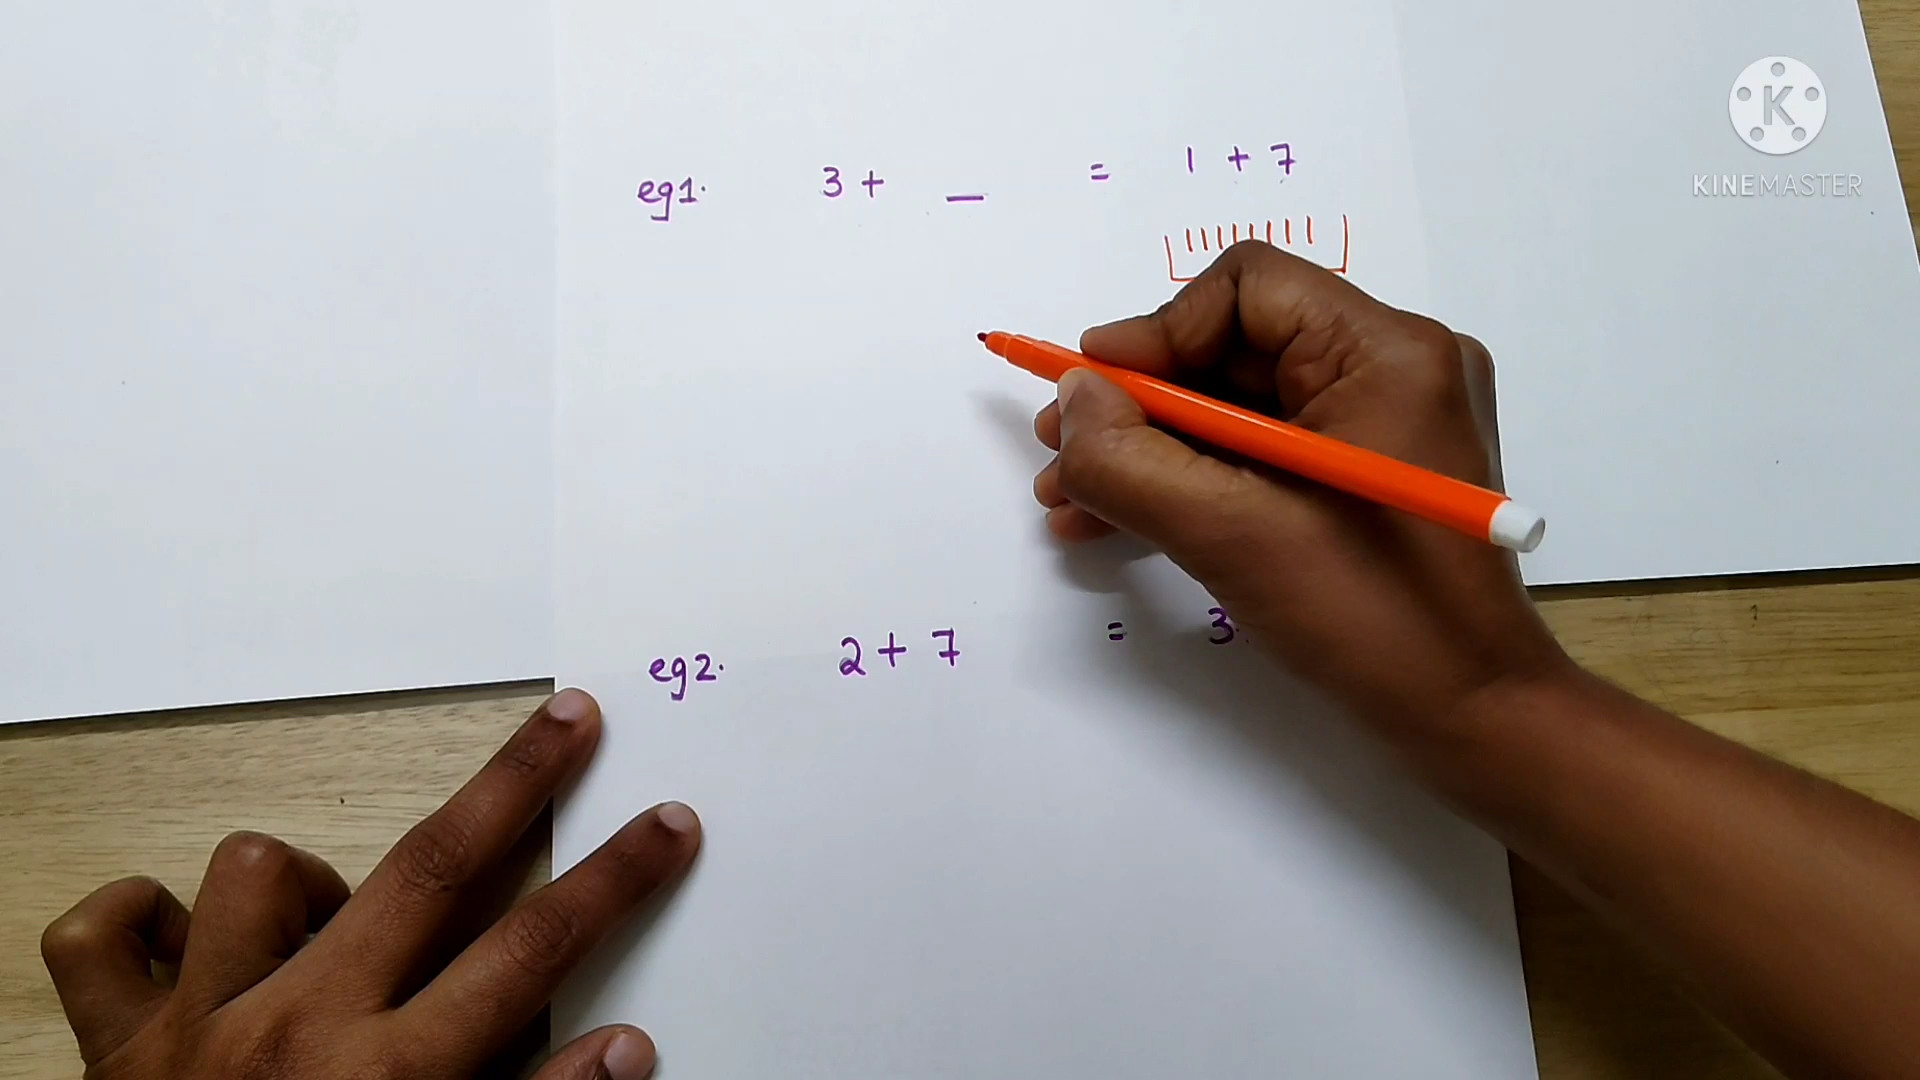 eg1. 3 + _ = 1 + 7
eg2. 2 + 7 = 3
K
KINEMASTER